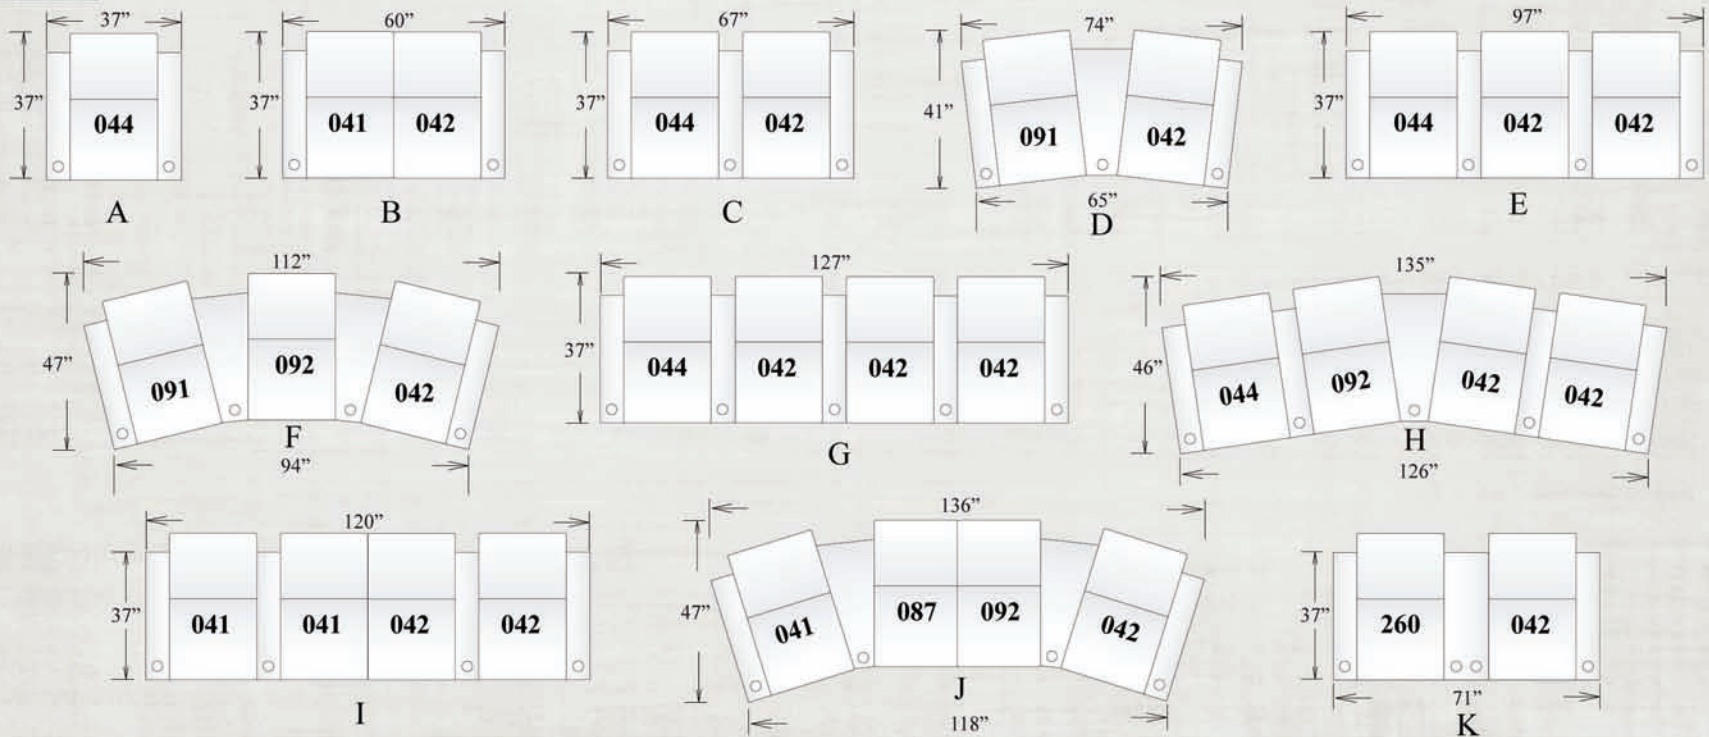 37”
37”
044
A
60”
37”
041 042
B
67”
37”
044 042
C
74”
41”
091 042
65”
D
97”
37”
044 042 042
E
112”
47”
091 092 042
F
94”
127”
37”
044 042 042 042
G
135”
46”
044 092 042 042
H
126”
120”
37”
041 041 042 042
I
136”
47”
041 087 092 042
J
118”
37”
260 042
71”
K